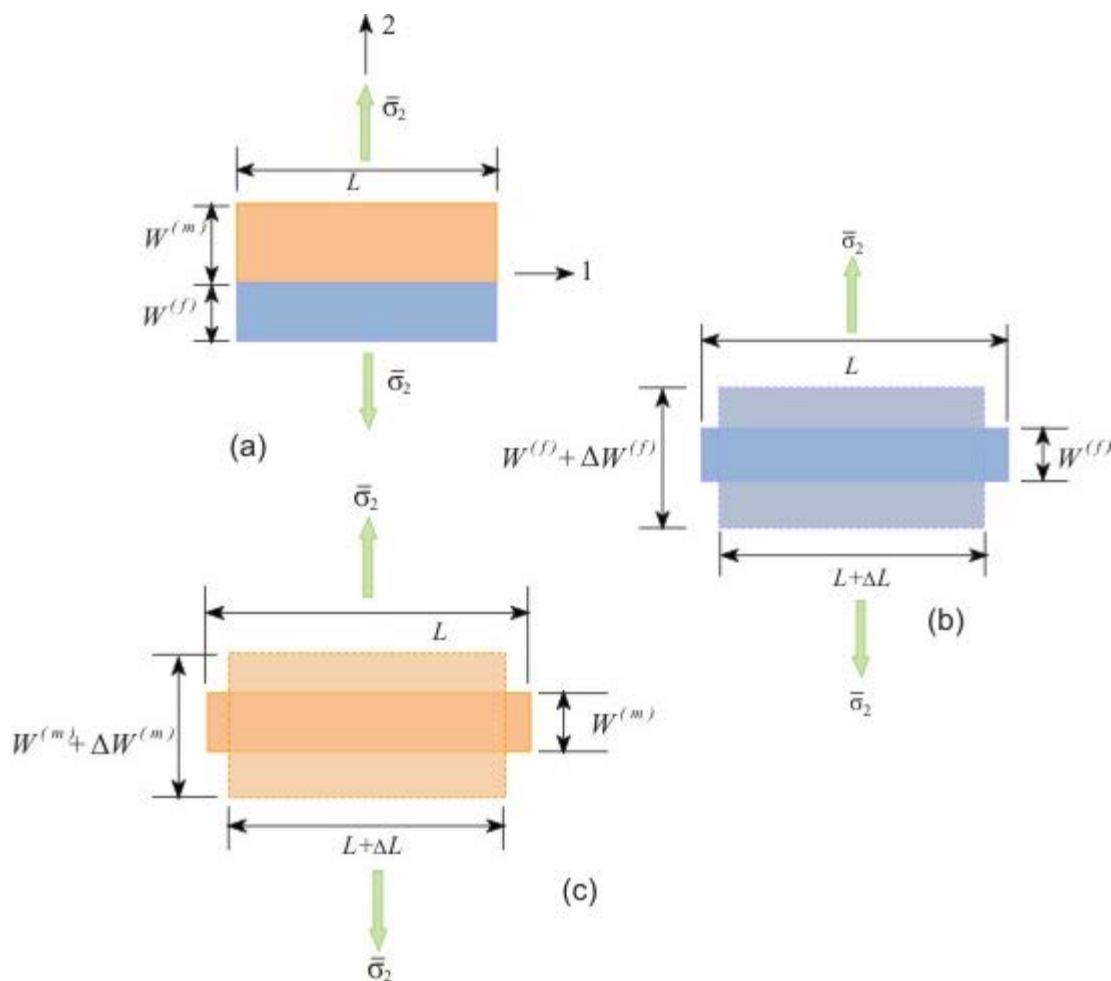 2
σ̄₂
L
W⁽ᵐ⁾
1
W⁽ᶠ⁾
σ̄₂
(a)
σ̄₂
L
W⁽ᶠ⁾ + ΔW⁽ᶠ⁾
W⁽ᶠ⁾
L+ΔL
(b)
σ̄₂
σ̄₂
L
W⁽ᵐ⁾
W⁽ᵐ⁾ + ΔW⁽ᵐ⁾
L+ΔL
(c)
σ̄₂